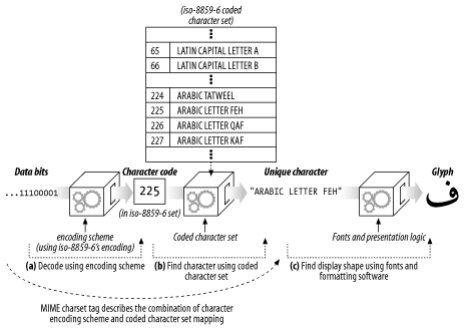 (iso-8859-6 coded
character set)
65 LATIN CAPITAL LETTER A
66 LATIN CAPITAL LETTER B
224 ARABIC TATWEEL
225 ARABIC LETTER FEH
226 ARABIC LETTER QAF
227 ARABIC LETTER KAF
Data bits Character code Unique character Glyph
...11100001 225 "ARABIC LETTER FEH" ف
(in iso-8859-6 set)
encoding scheme Coded character set Fonts and presentation logic
(using iso-8859-6's encoding)
(a) Decode using encoding scheme (b) Find character using coded (c) Find display shape using fonts and
character set formatting software
MIME charset tag describes the combination of character
encoding scheme and coded character set mapping